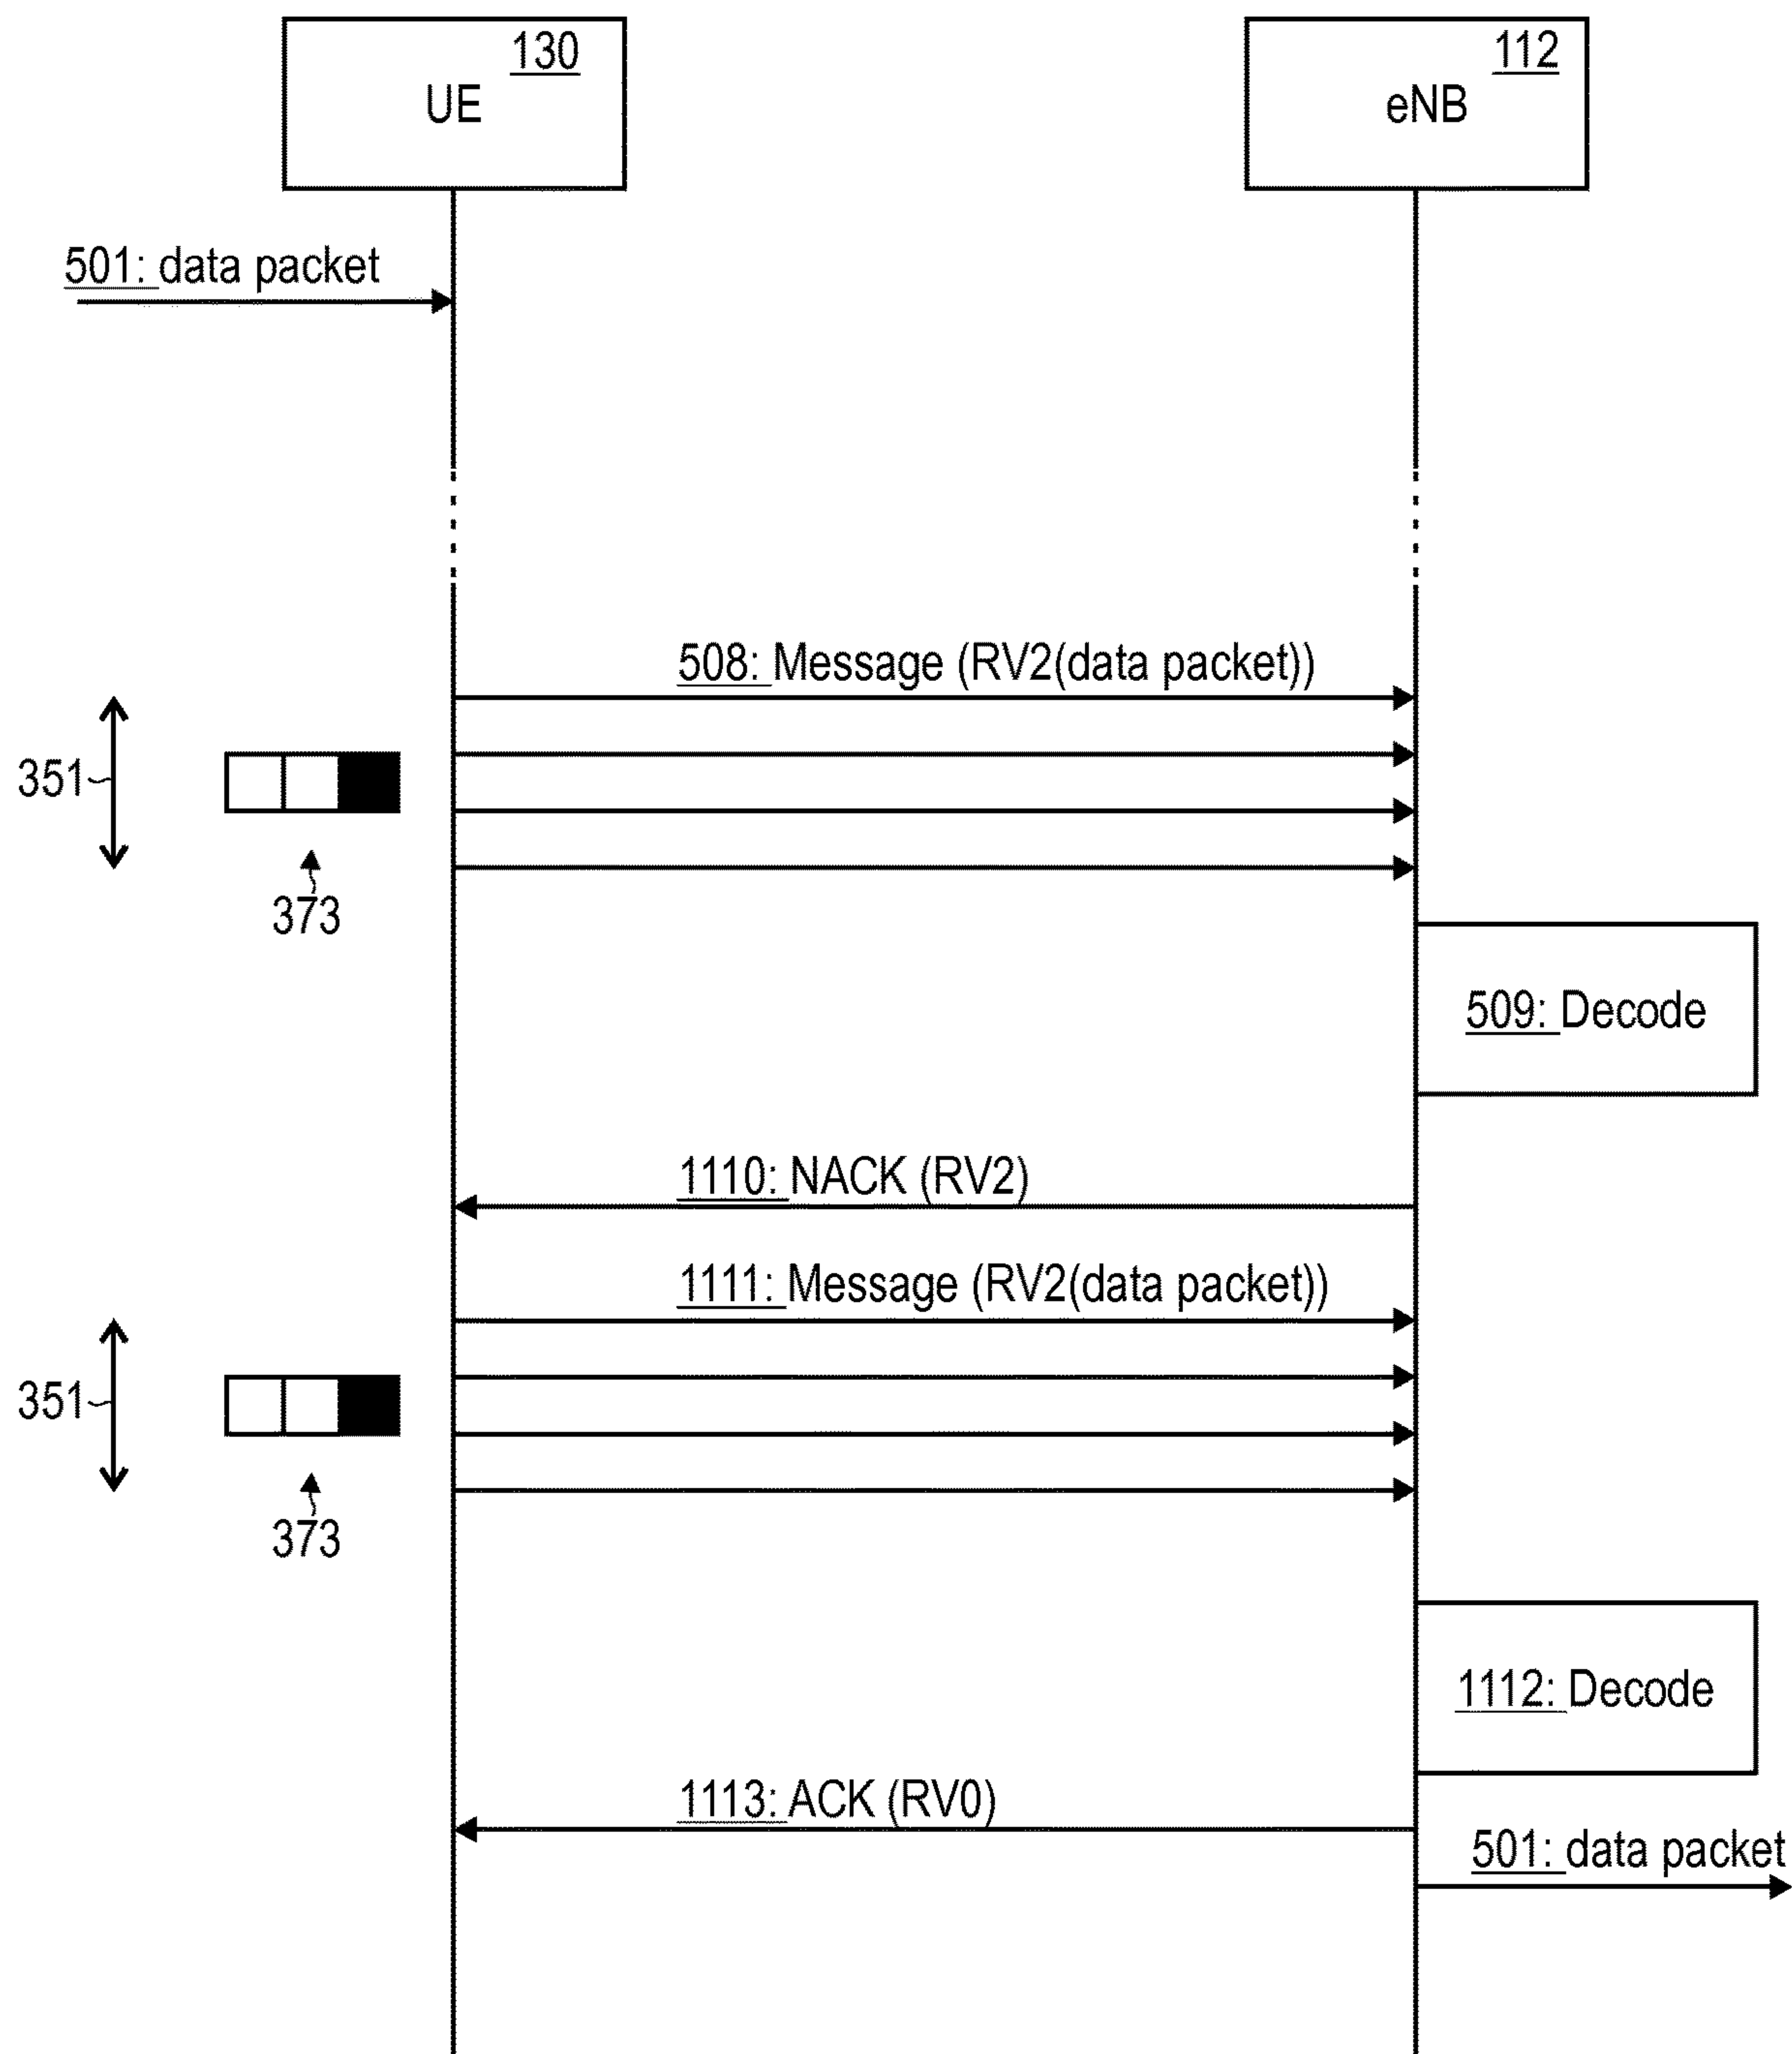 130
UE
112
eNB
501: data packet
508: Message (RV2(data packet))
351
373
509: Decode
1110: NACK (RV2)
1111: Message (RV2(data packet))
351
373
1112: Decode
1113: ACK (RV0)
501: data packet